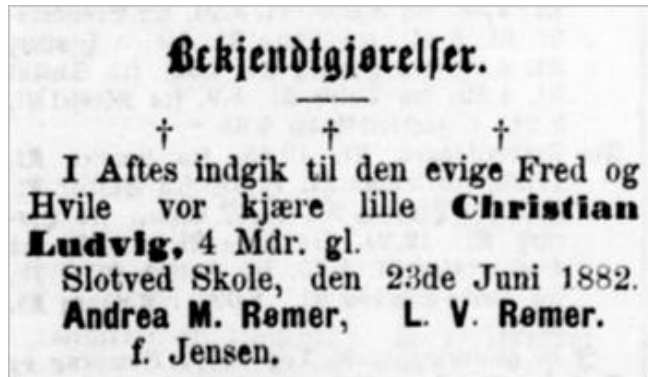 Bekjendtgjørelser.
† † †
I Aftes indgik til den evige Fred og
Hvile vor kjære lille Christian
Ludvig, 4 Mdr. gl.
Slotved Skole, den 23de Juni 1882.
Andrea M. Rømer, L. V. Rømer.
f. Jensen.